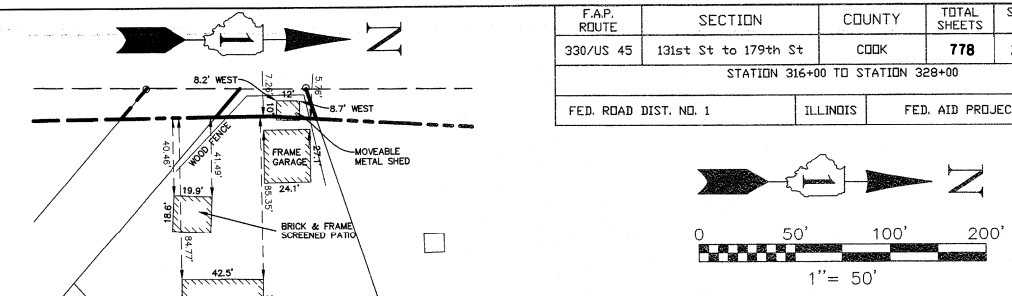 N
8.2' WEST
7.26'
5.76'
12'
10'
8.7' WEST
WOOD FENCE
40.46'
41.49'
FRAME
GARAGE
27.1'
MOVEABLE
METAL SHED
24.1'
85.35'
19.9'
18.6'
BRICK & FRAME
SCREENED PATIO
84.77'
42.5'
F.A.P.
ROUTE
SECTION
COUNTY
TOTAL
SHEETS
330/US 45
131st St to 179th St
COOK
778
STATION 316+00 TO STATION 328+00
FED. ROAD DIST. NO. 1
ILLINOIS
FED. AID PROJEC
1
1
N
0
50'
100'
200'
1"= 50'